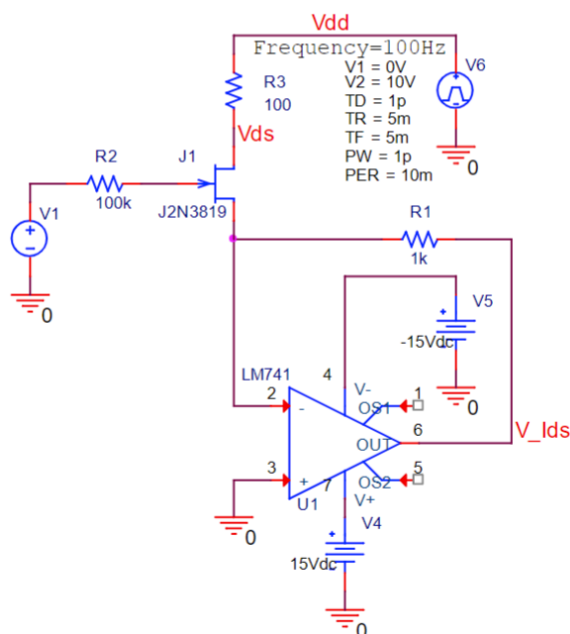 Vdd
Frequency=100Hz
V1 = 0V
V2 = 10V
TD = 1p
TR = 5m
TF = 5m
PW = 1p
PER = 10m
V6
0
R3
100
Vds
R2
100k
J1
J2N3819
V1
0
R1
1k
V5
-15Vdc
0
LM741
4
V-
2
-
OS1
1
OUT
6
V_Ids
3
+
7
OS2
5
U1
V+
0
V4
15Vdc
0